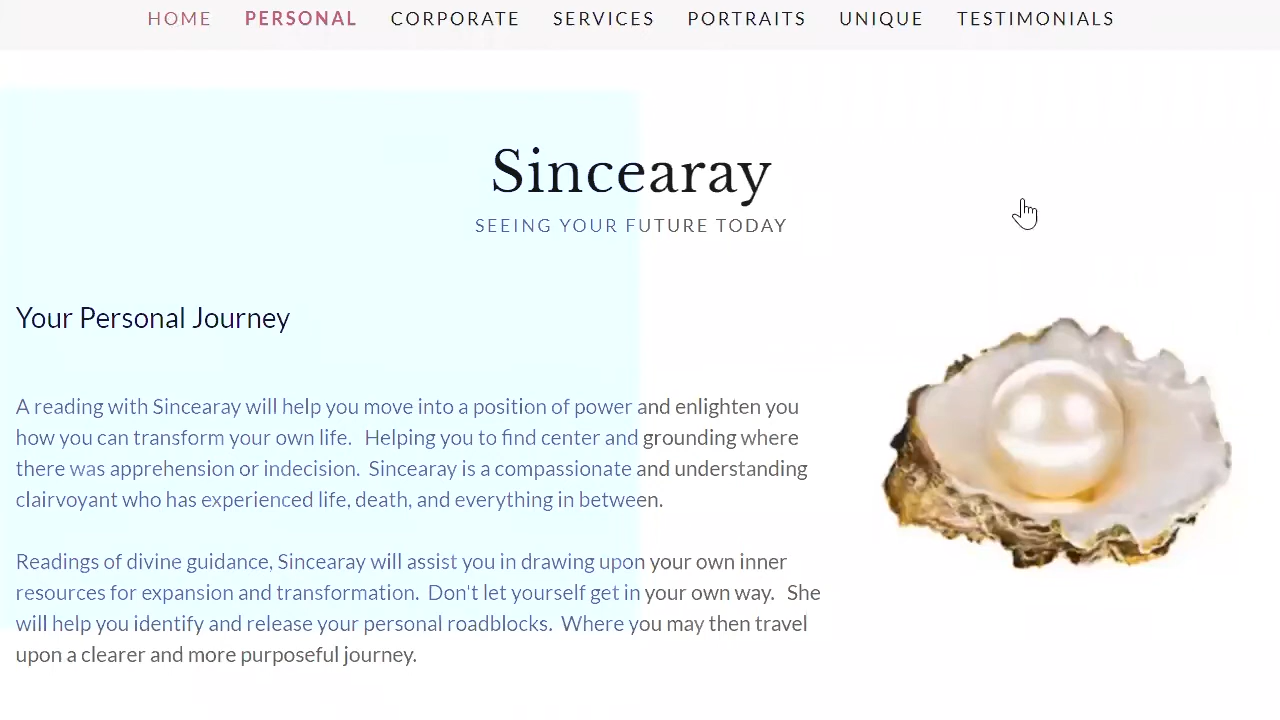 HOME PERSONAL CORPORATE SERVICES PORTRAITS UNIQUE TESTIMONIALS
Sincearay
SEEING YOUR FUTURE TODAY
Your Personal Journey
A reading with Sincearay will help you move into a position of power and enlighten you
how you can transform your own life. Helping you to find center and grounding where
there was apprehension or indecision. Sincearay is a compassionate and understanding
clairvoyant who has experienced life, death, and everything in between.
Readings of divine guidance, Sincearay will assist you in drawing upon your own inner
resources for expansion and transformation. Don't let yourself get in your own way. She
will help you identify and release your personal roadblocks. Where you may then travel
upon a clearer and more purposeful journey.